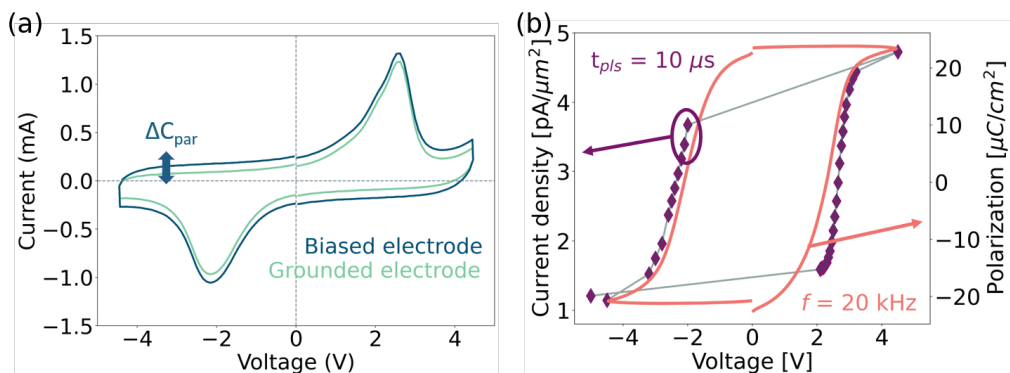 (a)
1.5
1.0
0.5
0.0
−0.5
−1.0
−1.5
Current (mA)
ΔC_par
Biased electrode
Grounded electrode
−4 −2 0 2 4
Voltage (V)
(b)
5
4
3
2
1
Current density [pA/μm²]
t_pls = 10 μs
f = 20 kHz
20
10
0
−10
−20
Polarization [μC/cm²]
−4 −2 0 2 4
Voltage [V]